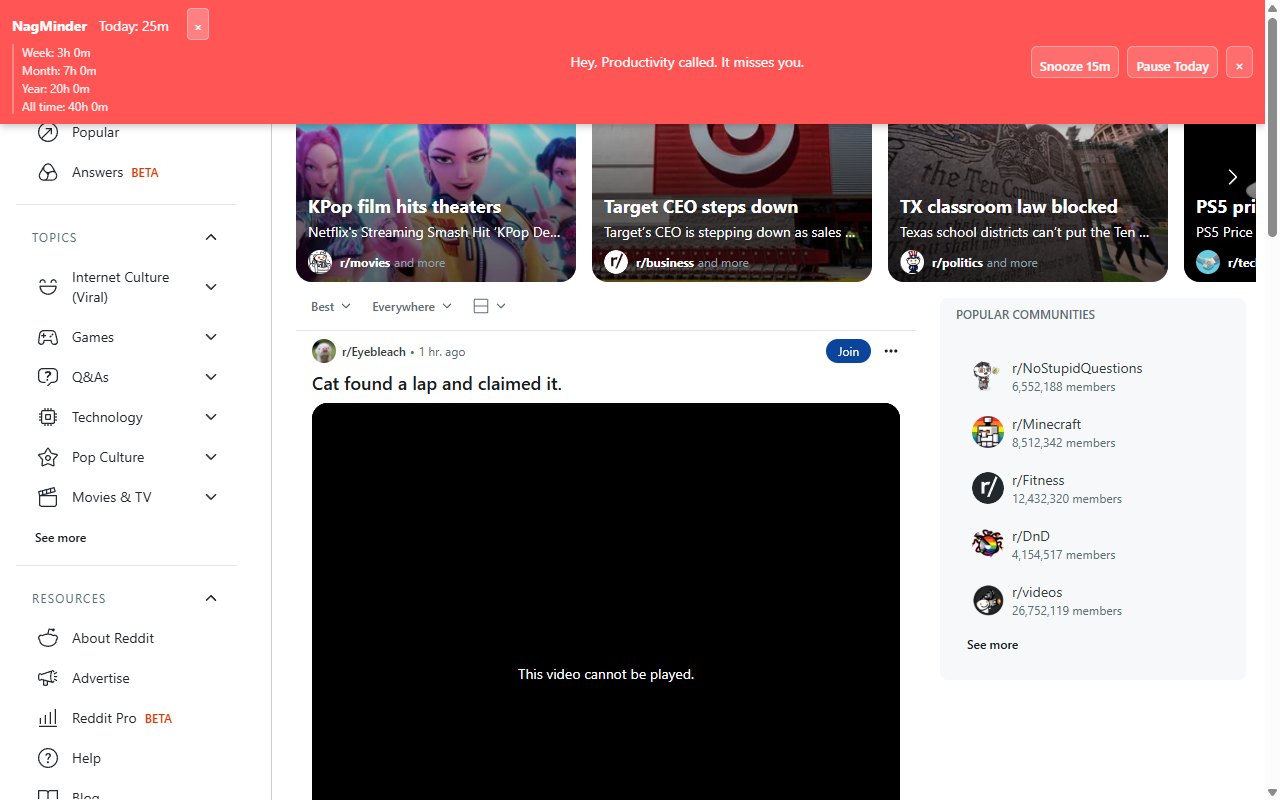 NagMinder Today: 25m ×
Week: 3h 0m
Month: 7h 0m
Year: 20h 0m
All time: 40h 0m
Hey, Productivity called. It misses you.
Snooze 15m Pause Today ×
Popular
Answers BETA
TOPICS
Internet Culture
(Viral)
Games
Q&As
Technology
Pop Culture
Movies & TV
See more
RESOURCES
About Reddit
Advertise
Reddit Pro BETA
Help
Blog
KPop film hits theaters
Netflix's Streaming Smash Hit 'KPop De...
r/movies and more
Target CEO steps down
Target's CEO is stepping down as sales ...
r/business and more
the Ten Comm
TX classroom law blocked
Texas school districts can't put the Ten ...
r/politics and more
PS5 pri
PS5 Price
r/tec
Best Everywhere
r/Eyebleach • 1 hr. ago Join
Cat found a lap and claimed it.
This video cannot be played.
POPULAR COMMUNITIES
r/NoStupidQuestions
6,552,188 members
r/Minecraft
8,512,342 members
r/
r/Fitness
12,432,320 members
r/DnD
4,154,517 members
r/videos
26,752,119 members
See more